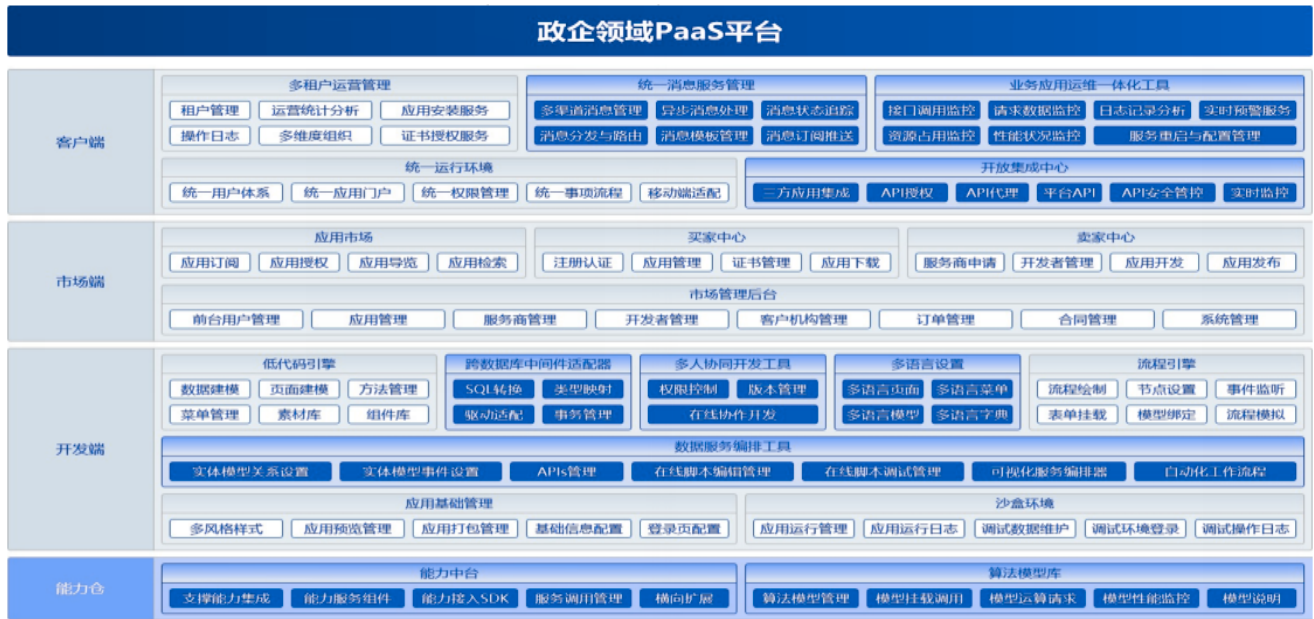 政企领域PaaS平台
客户端
多租户运营管理
租户管理 运营统计分析 应用安装服务
操作日志 多维度组织 证书授权服务
统一消息服务管理
多渠道消息管理 异步消息处理 消息状态追踪
消息分发与路由 消息模板管理 消息订阅推送
业务应用运维一体化工具
接口调用监控 请求数据监控 日志记录分析 实时预警服务
资源占用监控 性能状况监控 服务重启与配置管理
统一运行环境
统一用户体系 统一应用门户 统一权限管理 统一事项流程 移动端适配
开放集成中心
三方应用集成 API授权 API代理 平台API API安全管控 实时监控
市场端
应用市场
应用订阅 应用授权 应用导览 应用检索
买家中心
注册认证 应用管理 证书管理 应用下载
卖家中心
服务商申请 开发者管理 应用开发 应用发布
市场管理后台
前台用户管理 应用管理 服务商管理 开发者管理 客户机构管理 订单管理 合同管理 系统管理
开发端
低代码引擎
数据建模 页面建模 方法管理
菜单管理 素材库 组件库
跨数据库中间件适配器
SQL转换 类型映射
驱动适配 事务管理
多人协同开发工具
权限控制 版本管理
在线协作开发
多语言设置
多语言页面 多语言菜单
多语言模型 多语言字典
流程引擎
流程绘制 节点设置 事件监听
表单挂载 模型绑定 流程模拟
数据服务编排工具
实体模型关系设置 实体模型事件设置 APIs管理 在线脚本编辑管理 在线脚本调试管理 可视化服务编排器 自动化工作流程
应用基础管理
多风格样式 应用预览管理 应用打包管理 基础信息配置 登录页配置
沙盒环境
应用运行管理 应用运行日志 调试数据维护 调试环境登录 调试操作日志
能力仓
能力中台
支撑能力集成 能力服务组件 能力接入SDK 服务调用管理 横向扩展
算法模型库
算法模型管理 模型挂载调用 模型运算请求 模型性能监控 模型说明